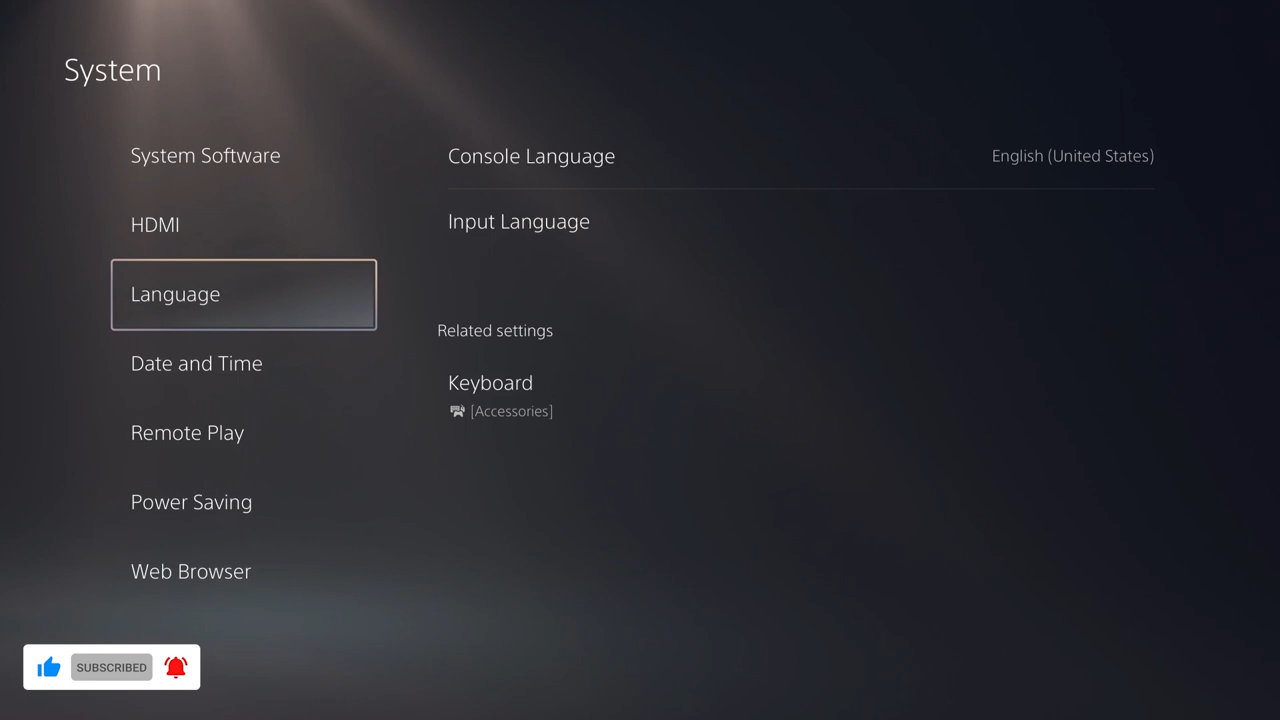 System
System Software
HDMI
Language
Date and Time
Remote Play
Power Saving
Web Browser
Console Language English (United States)
Input Language
Related settings
Keyboard
[Accessories]
SUBSCRIBED